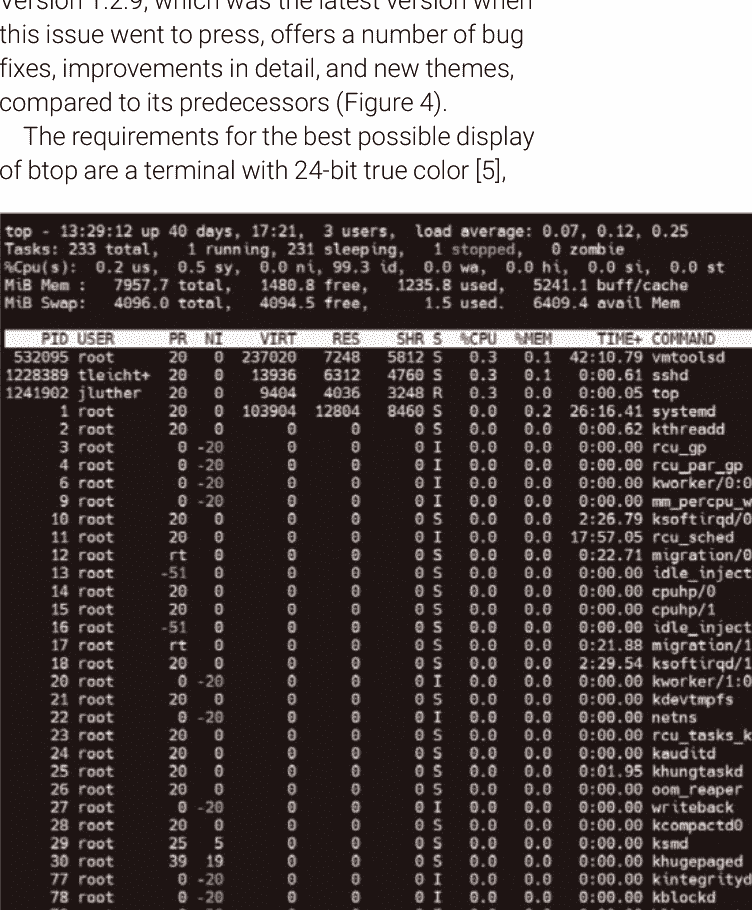 Version 1.2.9, which was the latest version when
this issue went to press, offers a number of bug
fixes, improvements in detail, and new themes,
compared to its predecessors (Figure 4).
The requirements for the best possible display
of btop are a terminal with 24-bit true color [5],
top - 13:29:12 up 40 days, 17:21, 3 users, load average: 0.07, 0.12, 0.25
Tasks: 233 total, 1 running, 231 sleeping, 1 stopped, 0 zombie
%Cpu(s): 0.2 us, 0.5 sy, 0.0 ni, 99.3 id, 0.0 wa, 0.0 hi, 0.0 si, 0.0 st
MiB Mem : 7957.7 total, 1480.8 free, 1235.8 used, 5241.1 buff/cache
MiB Swap: 4096.0 total, 4094.5 free, 1.5 used. 6409.4 avail Mem
PID USER PR NI VIRT RES SHR S %CPU %MEM TIME+ COMMAND
532095 root 20 0 237020 7248 5812 S 0.3 0.1 42:10.79 vmtoolsd
1228389 tleicht+ 20 0 13936 6312 4760 S 0.3 0.1 0:00.61 sshd
1241902 jluther 20 0 9404 4036 3248 R 0.3 0.0 0:00.05 top
1 root 20 0 103904 12804 8460 S 0.0 0.2 26:16.41 systemd
2 root 20 0 0 0 0 S 0.0 0.0 0:00.62 kthreadd
3 root 0 -20 0 0 0 I 0.0 0.0 0:00.00 rcu_gp
4 root 0 -20 0 0 0 I 0.0 0.0 0:00.00 rcu_par_gp
6 root 0 -20 0 0 0 I 0.0 0.0 0:00.00 kworker/0:0
9 root 0 -20 0 0 0 I 0.0 0.0 0:00.00 mm_percpu_w
10 root 20 0 0 0 0 S 0.0 0.0 2:26.79 ksoftirqd/0
11 root 20 0 0 0 0 I 0.0 0.0 17:57.05 rcu_sched
12 root rt 0 0 0 0 S 0.0 0.0 0:22.71 migration/0
13 root -51 0 0 0 0 S 0.0 0.0 0:00.00 idle_inject
14 root 20 0 0 0 0 S 0.0 0.0 0:00.00 cpuhp/0
15 root 20 0 0 0 0 S 0.0 0.0 0:00.00 cpuhp/1
16 root -51 0 0 0 0 S 0.0 0.0 0:00.00 idle_inject
17 root rt 0 0 0 0 S 0.0 0.0 0:21.88 migration/1
18 root 20 0 0 0 0 S 0.0 0.0 2:29.54 ksoftirqd/1
20 root 0 -20 0 0 0 I 0.0 0.0 0:00.00 kworker/1:0
21 root 20 0 0 0 0 S 0.0 0.0 0:00.00 kdevtmpfs
22 root 0 -20 0 0 0 I 0.0 0.0 0:00.00 netns
23 root 20 0 0 0 0 S 0.0 0.0 0:00.00 rcu_tasks_k
24 root 20 0 0 0 0 S 0.0 0.0 0:00.00 kauditd
25 root 20 0 0 0 0 S 0.0 0.0 0:01.95 khungtaskd
26 root 20 0 0 0 0 S 0.0 0.0 0:00.00 oom_reaper
27 root 0 -20 0 0 0 I 0.0 0.0 0:00.00 writeback
28 root 20 0 0 0 0 S 0.0 0.0 0:00.00 kcompactd0
29 root 25 5 0 0 0 S 0.0 0.0 0:00.00 ksmd
30 root 39 19 0 0 0 S 0.0 0.0 0:00.00 khugepaged
77 root 0 -20 0 0 0 I 0.0 0.0 0:00.00 kintegrityd
78 root 0 -20 0 0 0 I 0.0 0.0 0:00.00 kblockd